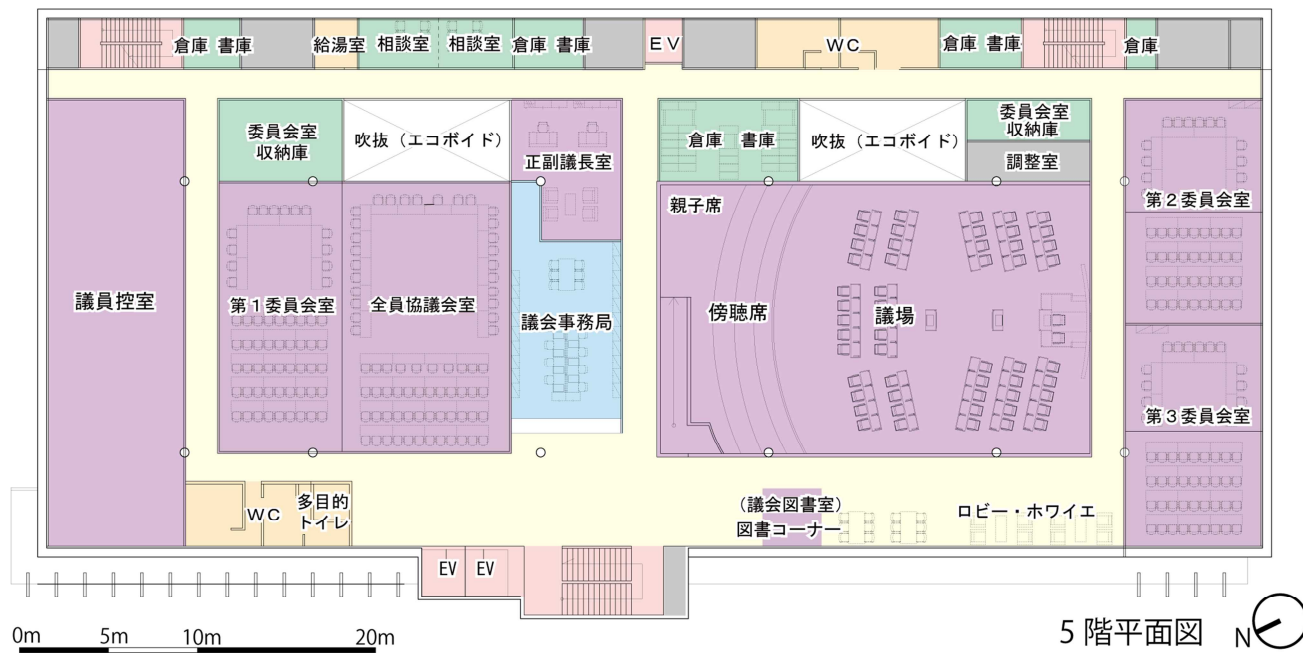 倉庫 書庫
給湯室
相談室
相談室
倉庫 書庫
EV
WC
倉庫 書庫
倉庫
委員会室
収納庫
吹抜(エコボイド)
正副議長室
倉庫 書庫
吹抜(エコボイド)
委員会室
収納庫
調整室
親子席
第2委員会室
議員控室
第1委員会室
全員協議会室
議会事務局
傍聴席
議場
第3委員会室
WC
多目的
トイレ
(議会図書室)
図書コーナー
ロビー・ホワイエ
EV
EV
0m
5m
10m
20m
5階平面図
N